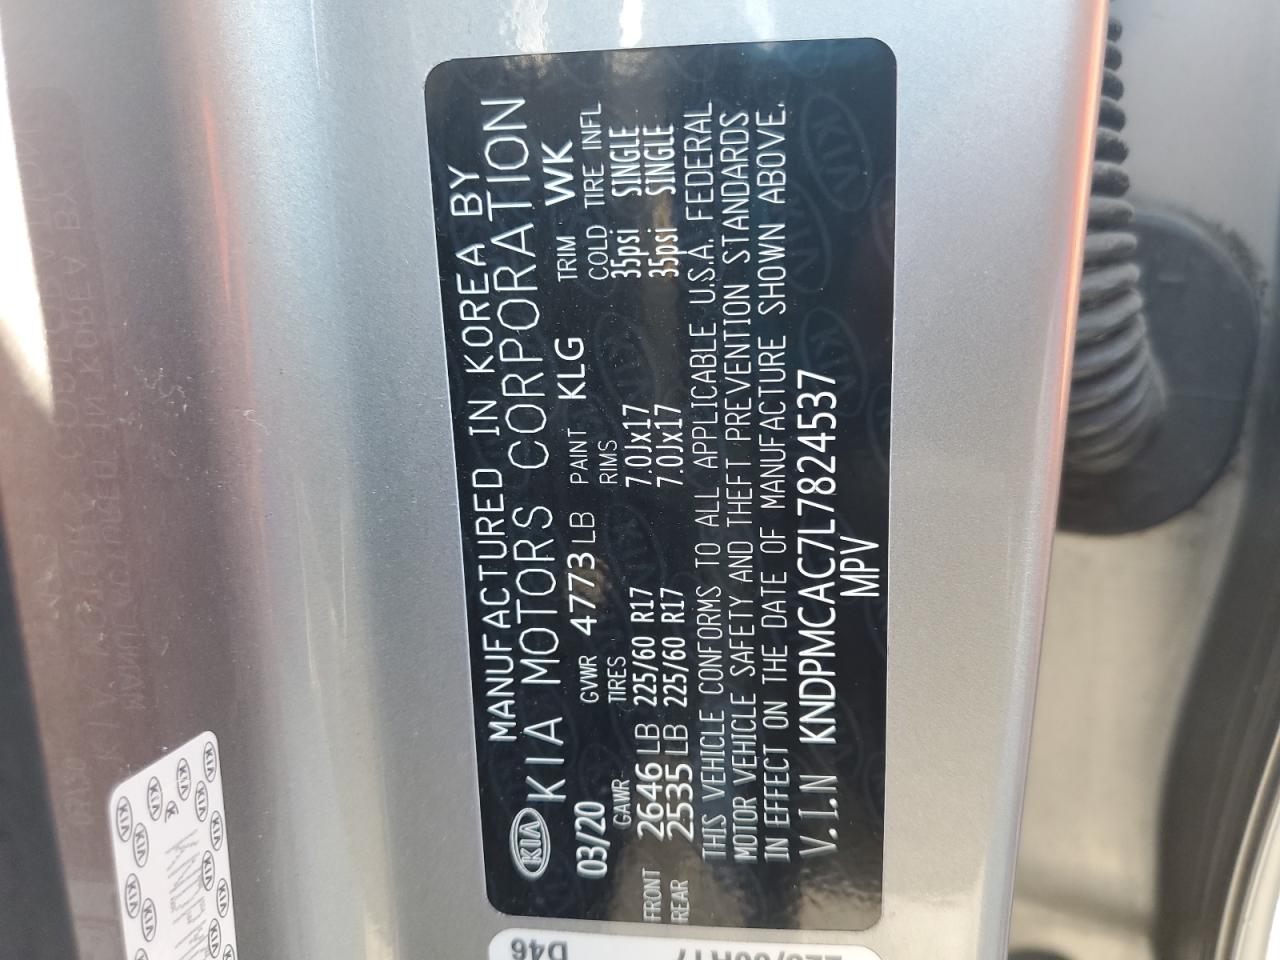 MANUFACTURED IN KOREA BY
KIA KIA MOTORS CORPORATION
03/20 GVWR 4773 LB PAINT KLG TRIM WK
GAWR TIRES RIMS COLD TIRE INFL
FRONT 2646 LB 225/60 R17 7.0Jx17 35psi SINGLE
REAR 2535 LB 225/60 R17 7.0Jx17 35psi SINGLE
THIS VEHICLE CONFORMS TO ALL APPLICABLE U.S.A. FEDERAL
MOTOR VEHICLE SAFETY AND THEFT PREVENTION STANDARDS
IN EFFECT ON THE DATE OF MANUFACTURE SHOWN ABOVE.
V.I.N KNDPMCAC7L7824537
MPV
D46